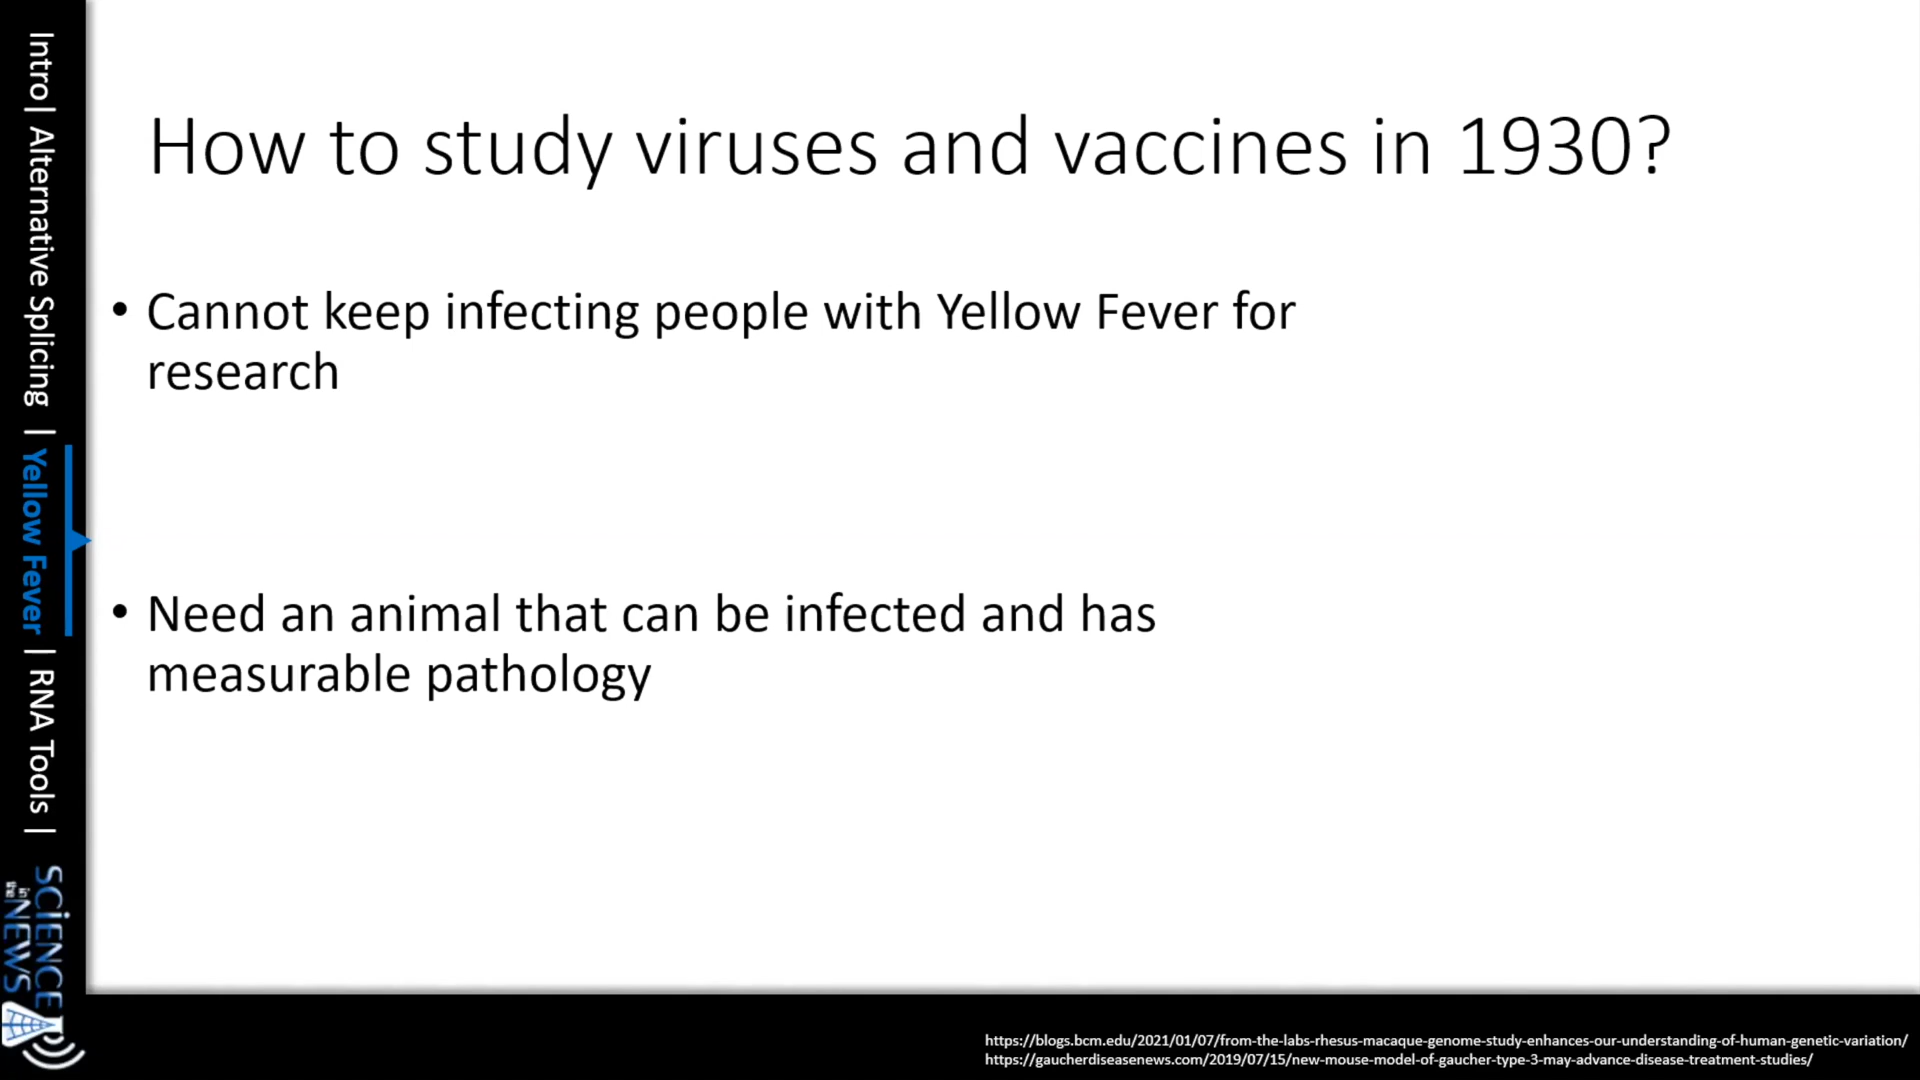 How to study viruses and vaccines in 1930?
• Cannot keep infecting people with Yellow Fever for
research
• Need an animal that can be infected and has
measurable pathology
Intro| Alternative Splicing | Yellow Fever | RNA Tools |
SCiENCE
in the NEWS
https://blogs.bcm.edu/2021/01/07/from-the-labs-rhesus-macaque-genome-study-enhances-our-understanding-of-human-genetic-variation/
https://gaucherdiseasenews.com/2019/07/15/new-mouse-model-of-gaucher-type-3-may-advance-disease-treatment-studies/